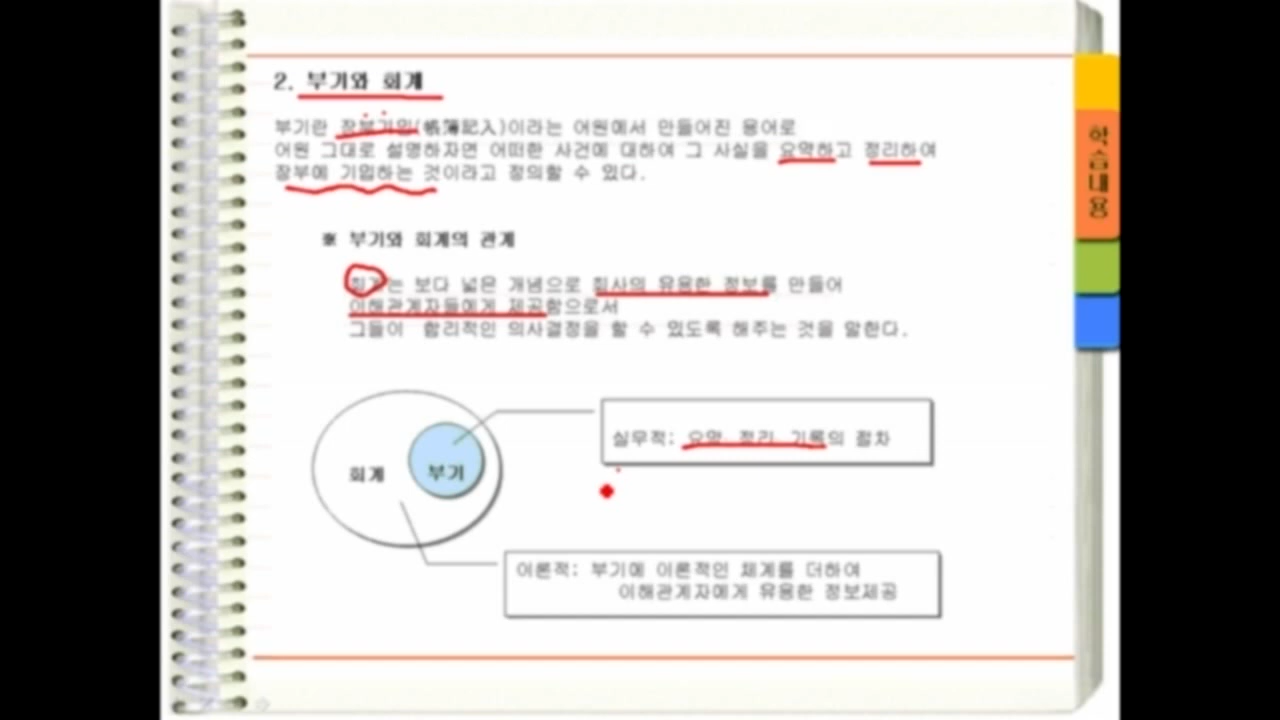 2. 부기와 회계
부기란 장부기입(帳簿記入)이라는 어원에서 만들어진 용어로
어원 그대로 설명하자면 어떠한 사건에 대하여 그 사실을 요약하고 정리하여
장부에 기입하는 것이라고 정의할 수 있다.
※ 부기와 회계의 관계
회계는 보다 넓은 개념으로 회사의 유용한 정보를 만들어
이해관계자들에게 제공함으로서
그들이 합리적인 의사결정을 할 수 있도록 해주는 것을 말한다.
실무적: 요약 정리 기록의 절차
회계 부기
이론적: 부기에 이론적인 체계를 더하여
이해관계자에게 유용한 정보제공
학습내용